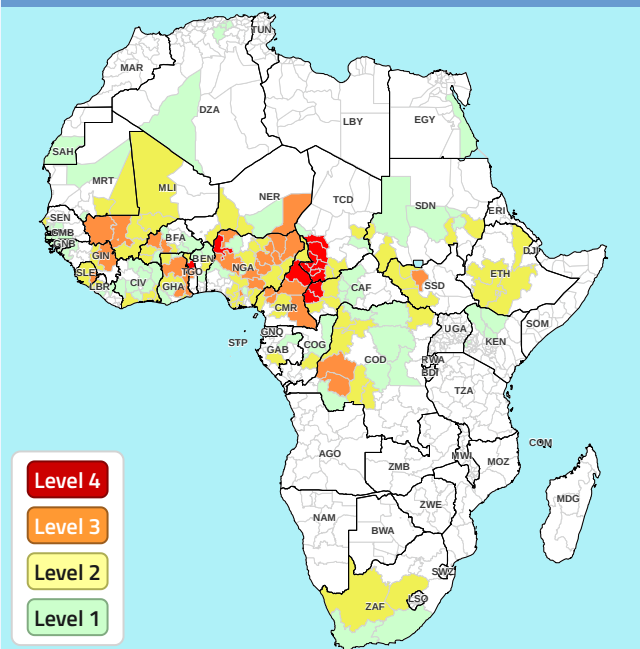 TUN
MAR
DZA
LBY
EGY
SAH
MRT
MLI
NER
TCD
SDN
ERI
SEN
GMB
GNB
BFA
DJI
GIN
BEN
NGA
SLE
TGO
CIV
GHA
LBR
CAF
SSD
ETH
CMR
SOM
GNQ
STP
GAB
COG
COD
UGA
KEN
RWA
BDI
TZA
AGO
COM
ZMB
MWI
MOZ
MDG
ZWE
NAM
BWA
SWZ
ZAF
LSO
Level 4
Level 3
Level 2
Level 1